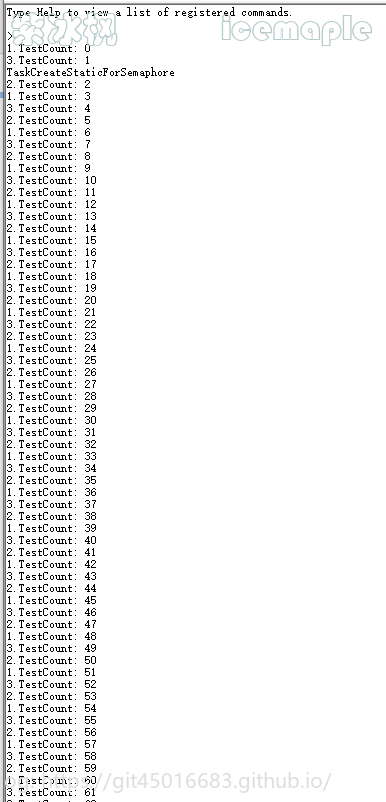 Type Help to view a list of registered commands.
icemaple
>
1.TestCount: 0
3.TestCount: 1
TaskCreateStaticForSemaphore
2.TestCount: 2
1.TestCount: 3
3.TestCount: 4
2.TestCount: 5
1.TestCount: 6
3.TestCount: 7
2.TestCount: 8
1.TestCount: 9
3.TestCount: 10
2.TestCount: 11
1.TestCount: 12
3.TestCount: 13
2.TestCount: 14
1.TestCount: 15
3.TestCount: 16
2.TestCount: 17
1.TestCount: 18
3.TestCount: 19
2.TestCount: 20
1.TestCount: 21
3.TestCount: 22
2.TestCount: 23
1.TestCount: 24
3.TestCount: 25
2.TestCount: 26
1.TestCount: 27
3.TestCount: 28
2.TestCount: 29
1.TestCount: 30
3.TestCount: 31
2.TestCount: 32
1.TestCount: 33
3.TestCount: 34
2.TestCount: 35
1.TestCount: 36
3.TestCount: 37
2.TestCount: 38
1.TestCount: 39
3.TestCount: 40
2.TestCount: 41
1.TestCount: 42
3.TestCount: 43
2.TestCount: 44
1.TestCount: 45
3.TestCount: 46
2.TestCount: 47
1.TestCount: 48
3.TestCount: 49
2.TestCount: 50
1.TestCount: 51
3.TestCount: 52
2.TestCount: 53
1.TestCount: 54
3.TestCount: 55
2.TestCount: 56
1.TestCount: 57
3.TestCount: 58
2.TestCount: 59
1.TestCount: 60
//git45016683.github.io/
3.TestCount: 61